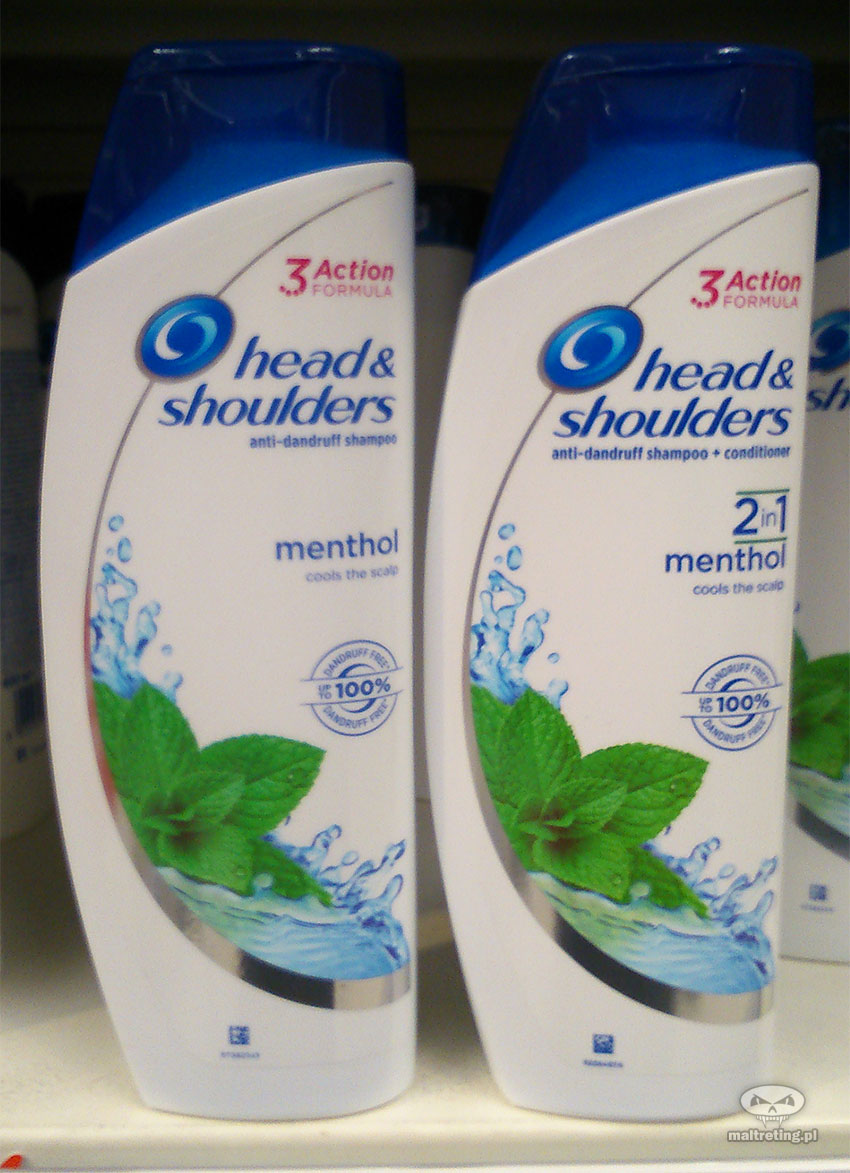 3 Action
FORMULA
head &
shoulders
anti-dandruff shampoo
menthol
cools the scalp
DANDRUFF FREE*
UP TO 100%
DANDRUFF FREE*
3 Action
FORMULA
head &
shoulders
anti-dandruff shampoo + conditioner
2in1
menthol
cools the scalp
DANDRUFF FREE*
UP TO 100%
DANDRUFF FREE*
sh
maltreting.pl